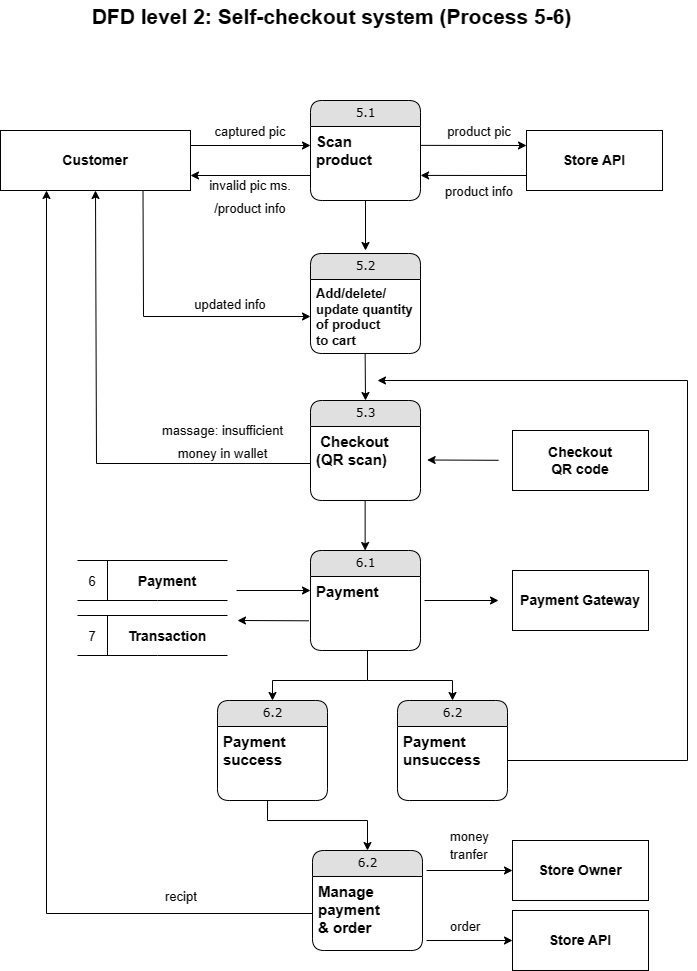 DFD level 2: Self-checkout system (Process 5-6)
5.1
captured pic
product pic
Scan
product
Customer
Store API
invalid pic ms.
/product info
product info
5.2
Add/delete/
update quantity
of product
to cart
updated info
5.3
Checkout
(QR scan)
massage: insufficient
money in wallet
Checkout
QR code
6.1
Payment
6
Payment
Payment Gateway
7
Transaction
6.2
Payment
success
6.2
Payment
unsuccess
6.2
Manage
payment
& order
money
tranfer
Store Owner
recipt
order
Store API